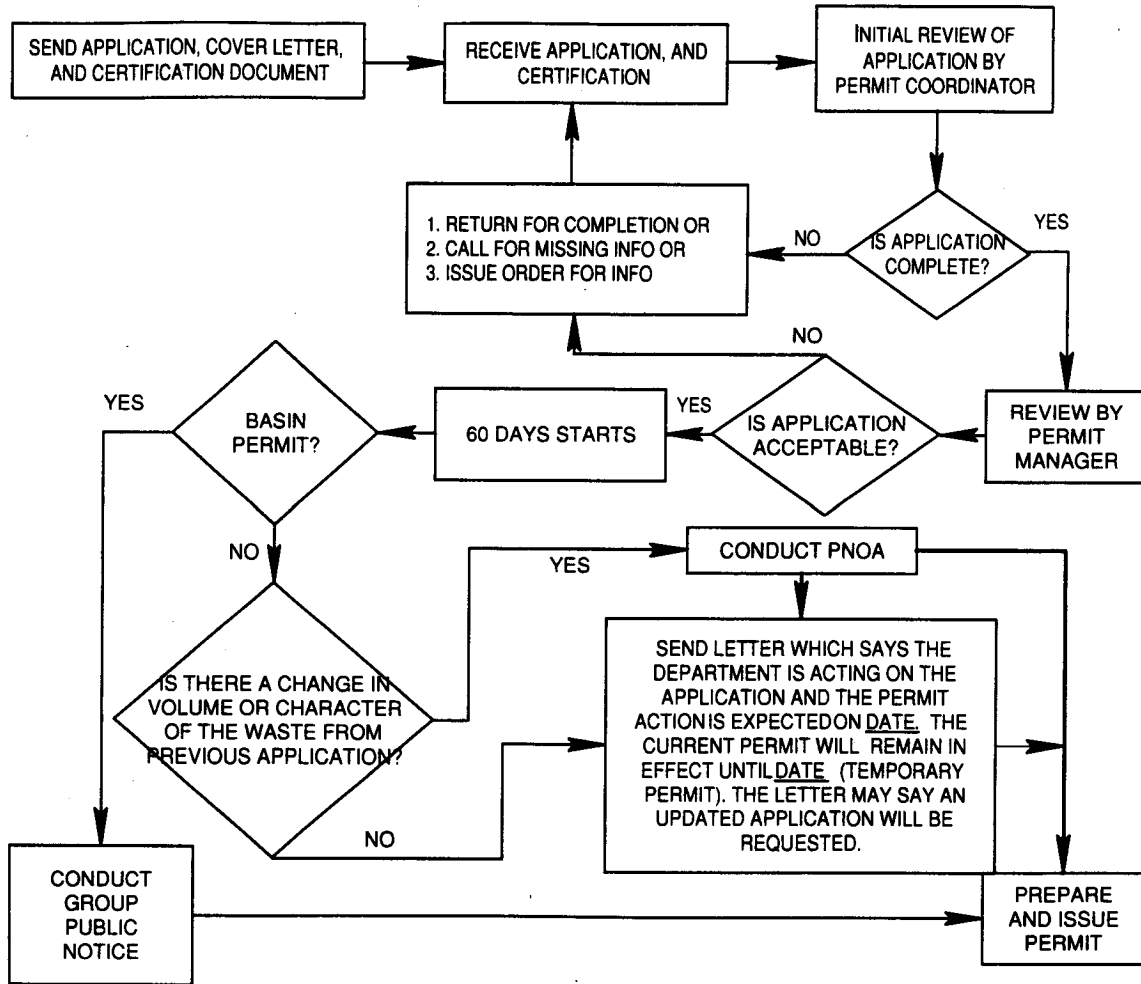 SEND APPLICATION, COVER LETTER,
AND CERTIFICATION DOCUMENT
RECEIVE APPLICATION, AND
CERTIFICATION
INITIAL REVIEW OF
APPLICATION BY
PERMIT COORDINATOR
1. RETURN FOR COMPLETION OR
2. CALL FOR MISSING INFO OR
3. ISSUE ORDER FOR INFO
NO
IS APPLICATION
COMPLETE?
YES
NO
YES
BASIN
PERMIT?
60 DAYS STARTS
YES
IS APPLICATION
ACCEPTABLE?
REVIEW BY
PERMIT
MANAGER
NO
YES
CONDUCT PNOA
IS THERE A CHANGE IN
VOLUME OR CHARACTER
OF THE WASTE FROM
PREVIOUS APPLICATION?
SEND LETTER WHICH SAYS THE
DEPARTMENT IS ACTING ON THE
APPLICATION AND THE PERMIT
ACTION IS EXPECTED ON DATE. THE
CURRENT PERMIT WILL REMAIN IN
EFFECT UNTIL DATE (TEMPORARY
PERMIT). THE LETTER MAY SAY AN
UPDATED APPLICATION WILL BE
REQUESTED.
NO
CONDUCT
GROUP
PUBLIC
NOTICE
PREPARE
AND ISSUE
PERMIT